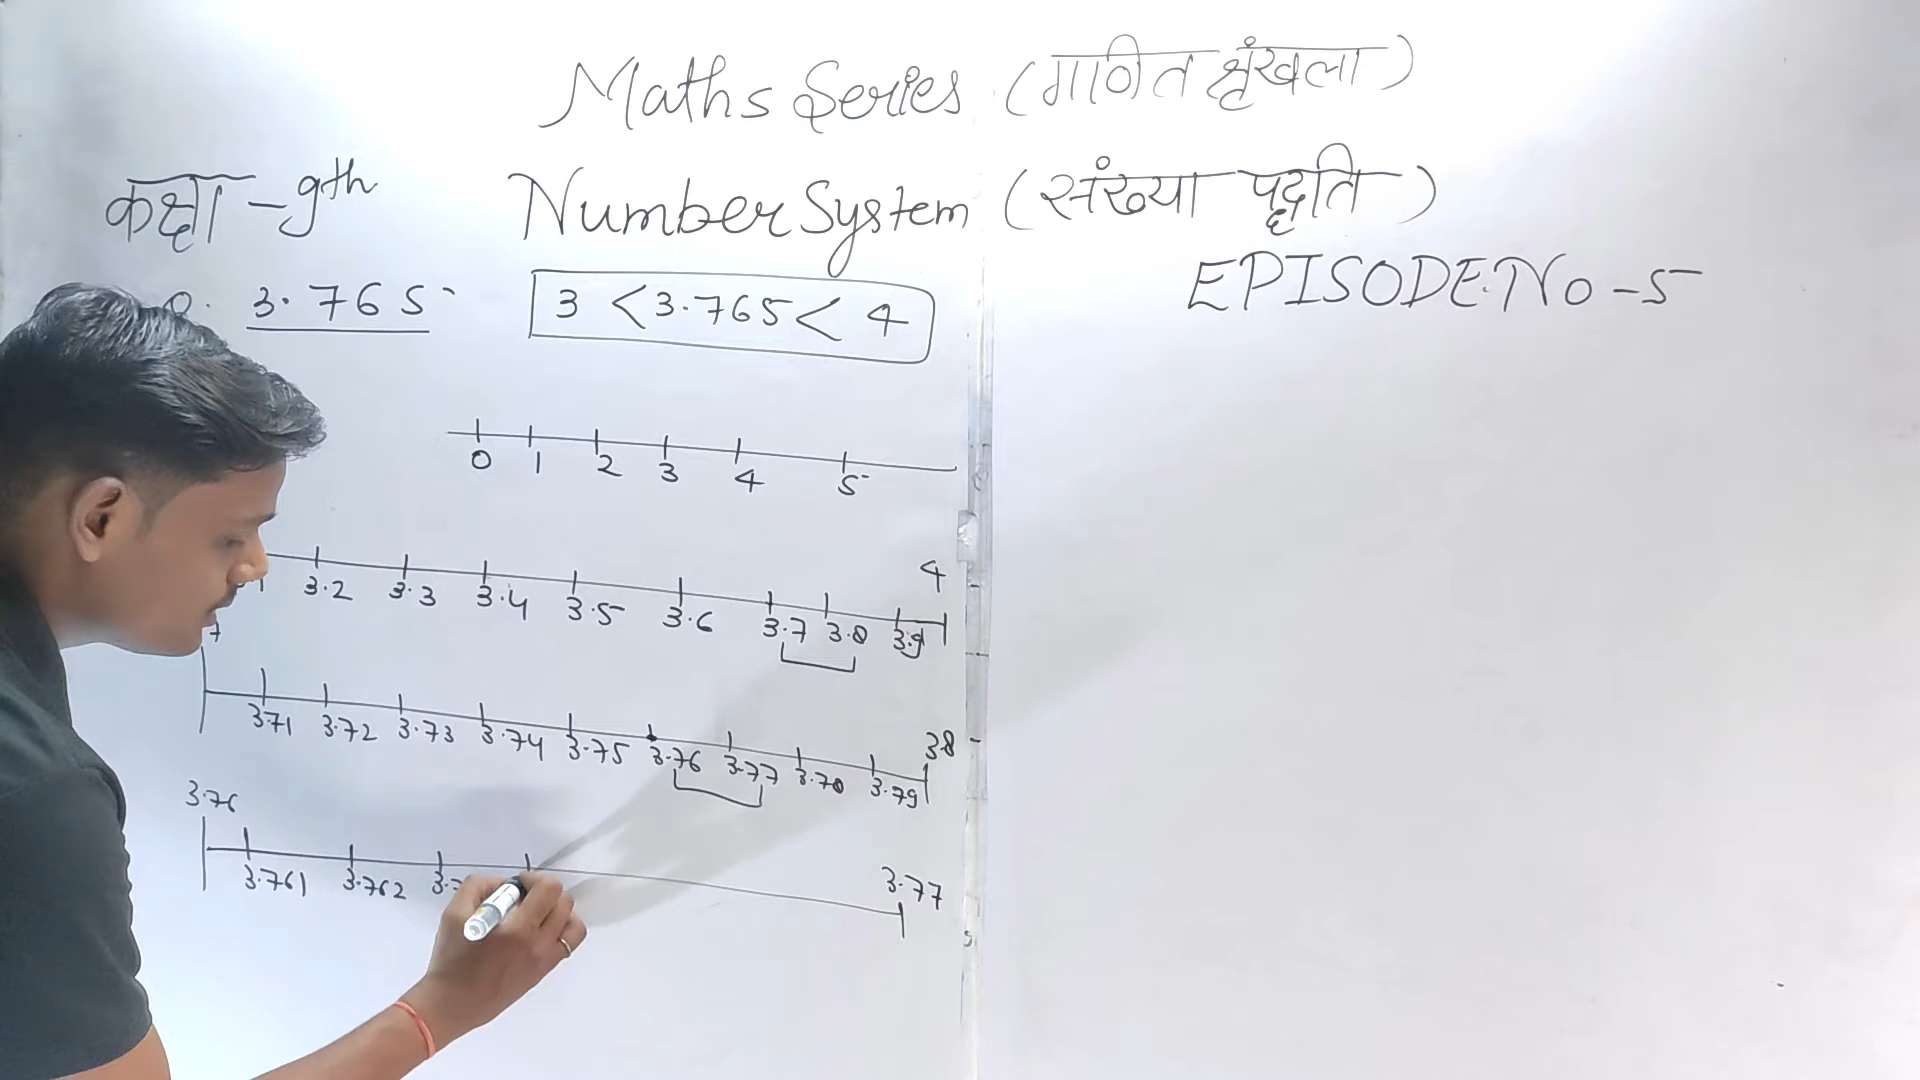 Maths Series (गणित श्रृंखला)
कक्षा - 9th Number System (संख्या पद्धति)
EPISODE.No - 5
3.765 3 < 3.765 < 4
0 1 2 3 4 5
4
3.2 3.3 3.4 3.5 3.6 3.7 3.8 3.9
3.8
3.71 3.72 3.73 3.74 3.75 3.76 3.77 3.78 3.79
3.76 3.77
3.761 3.762